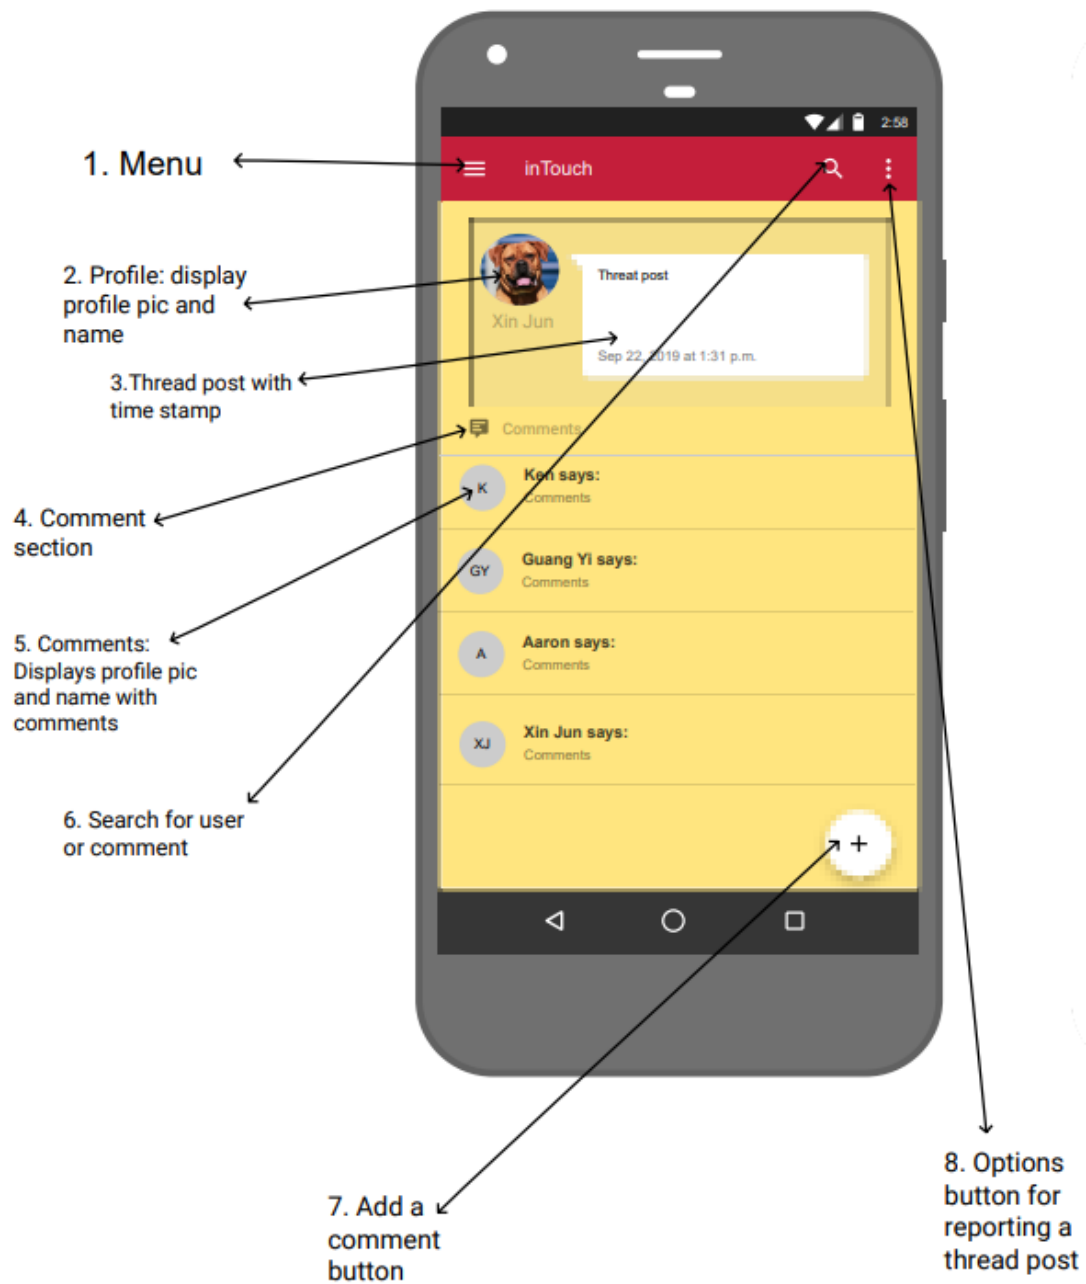 2:58
1. Menu
inTouch
2. Profile: display
profile pic and
name
Xin Jun
Threat post
Sep 22, 2019 at 1:31 p.m.
3.Thread post with
time stamp
Comments
4. Comment
section
K
Ken says:
Comments
GY
Guang Yi says:
Comments
5. Comments:
Displays profile pic
and name with
comments
A
Aaron says:
Comments
XJ
Xin Jun says:
Comments
6. Search for user
or comment
+
7. Add a
comment
button
8. Options
button for
reporting a
thread post